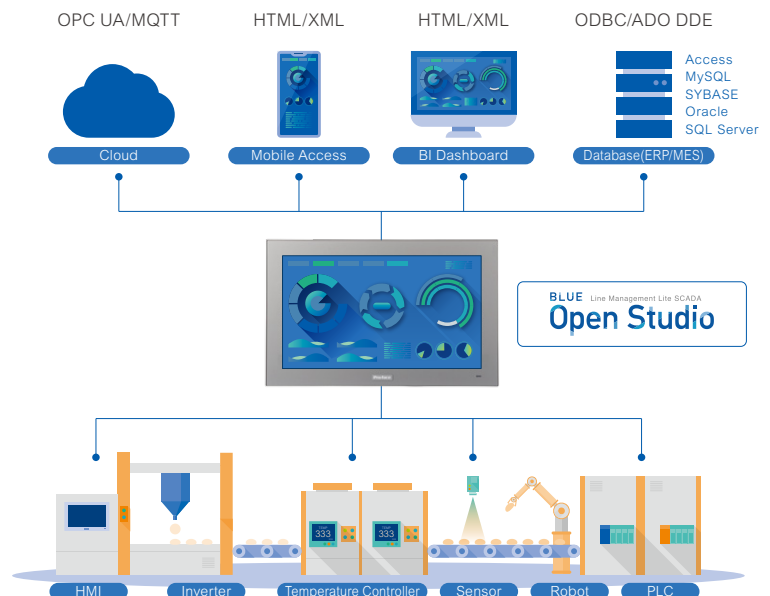 OPC UA/MQTT
HTML/XML
HTML/XML
ODBC/ADO DDE
Access
MySQL
SYBASE
Oracle
SQL Server
Cloud
Mobile Access
BI Dashboard
Database(ERP/MES)
BLUE Line Management Lite SCADA
Open Studio
TEMP
333
TEMP
333
HMI
Inverter
Temperature Controller
Sensor
Robot
PLC